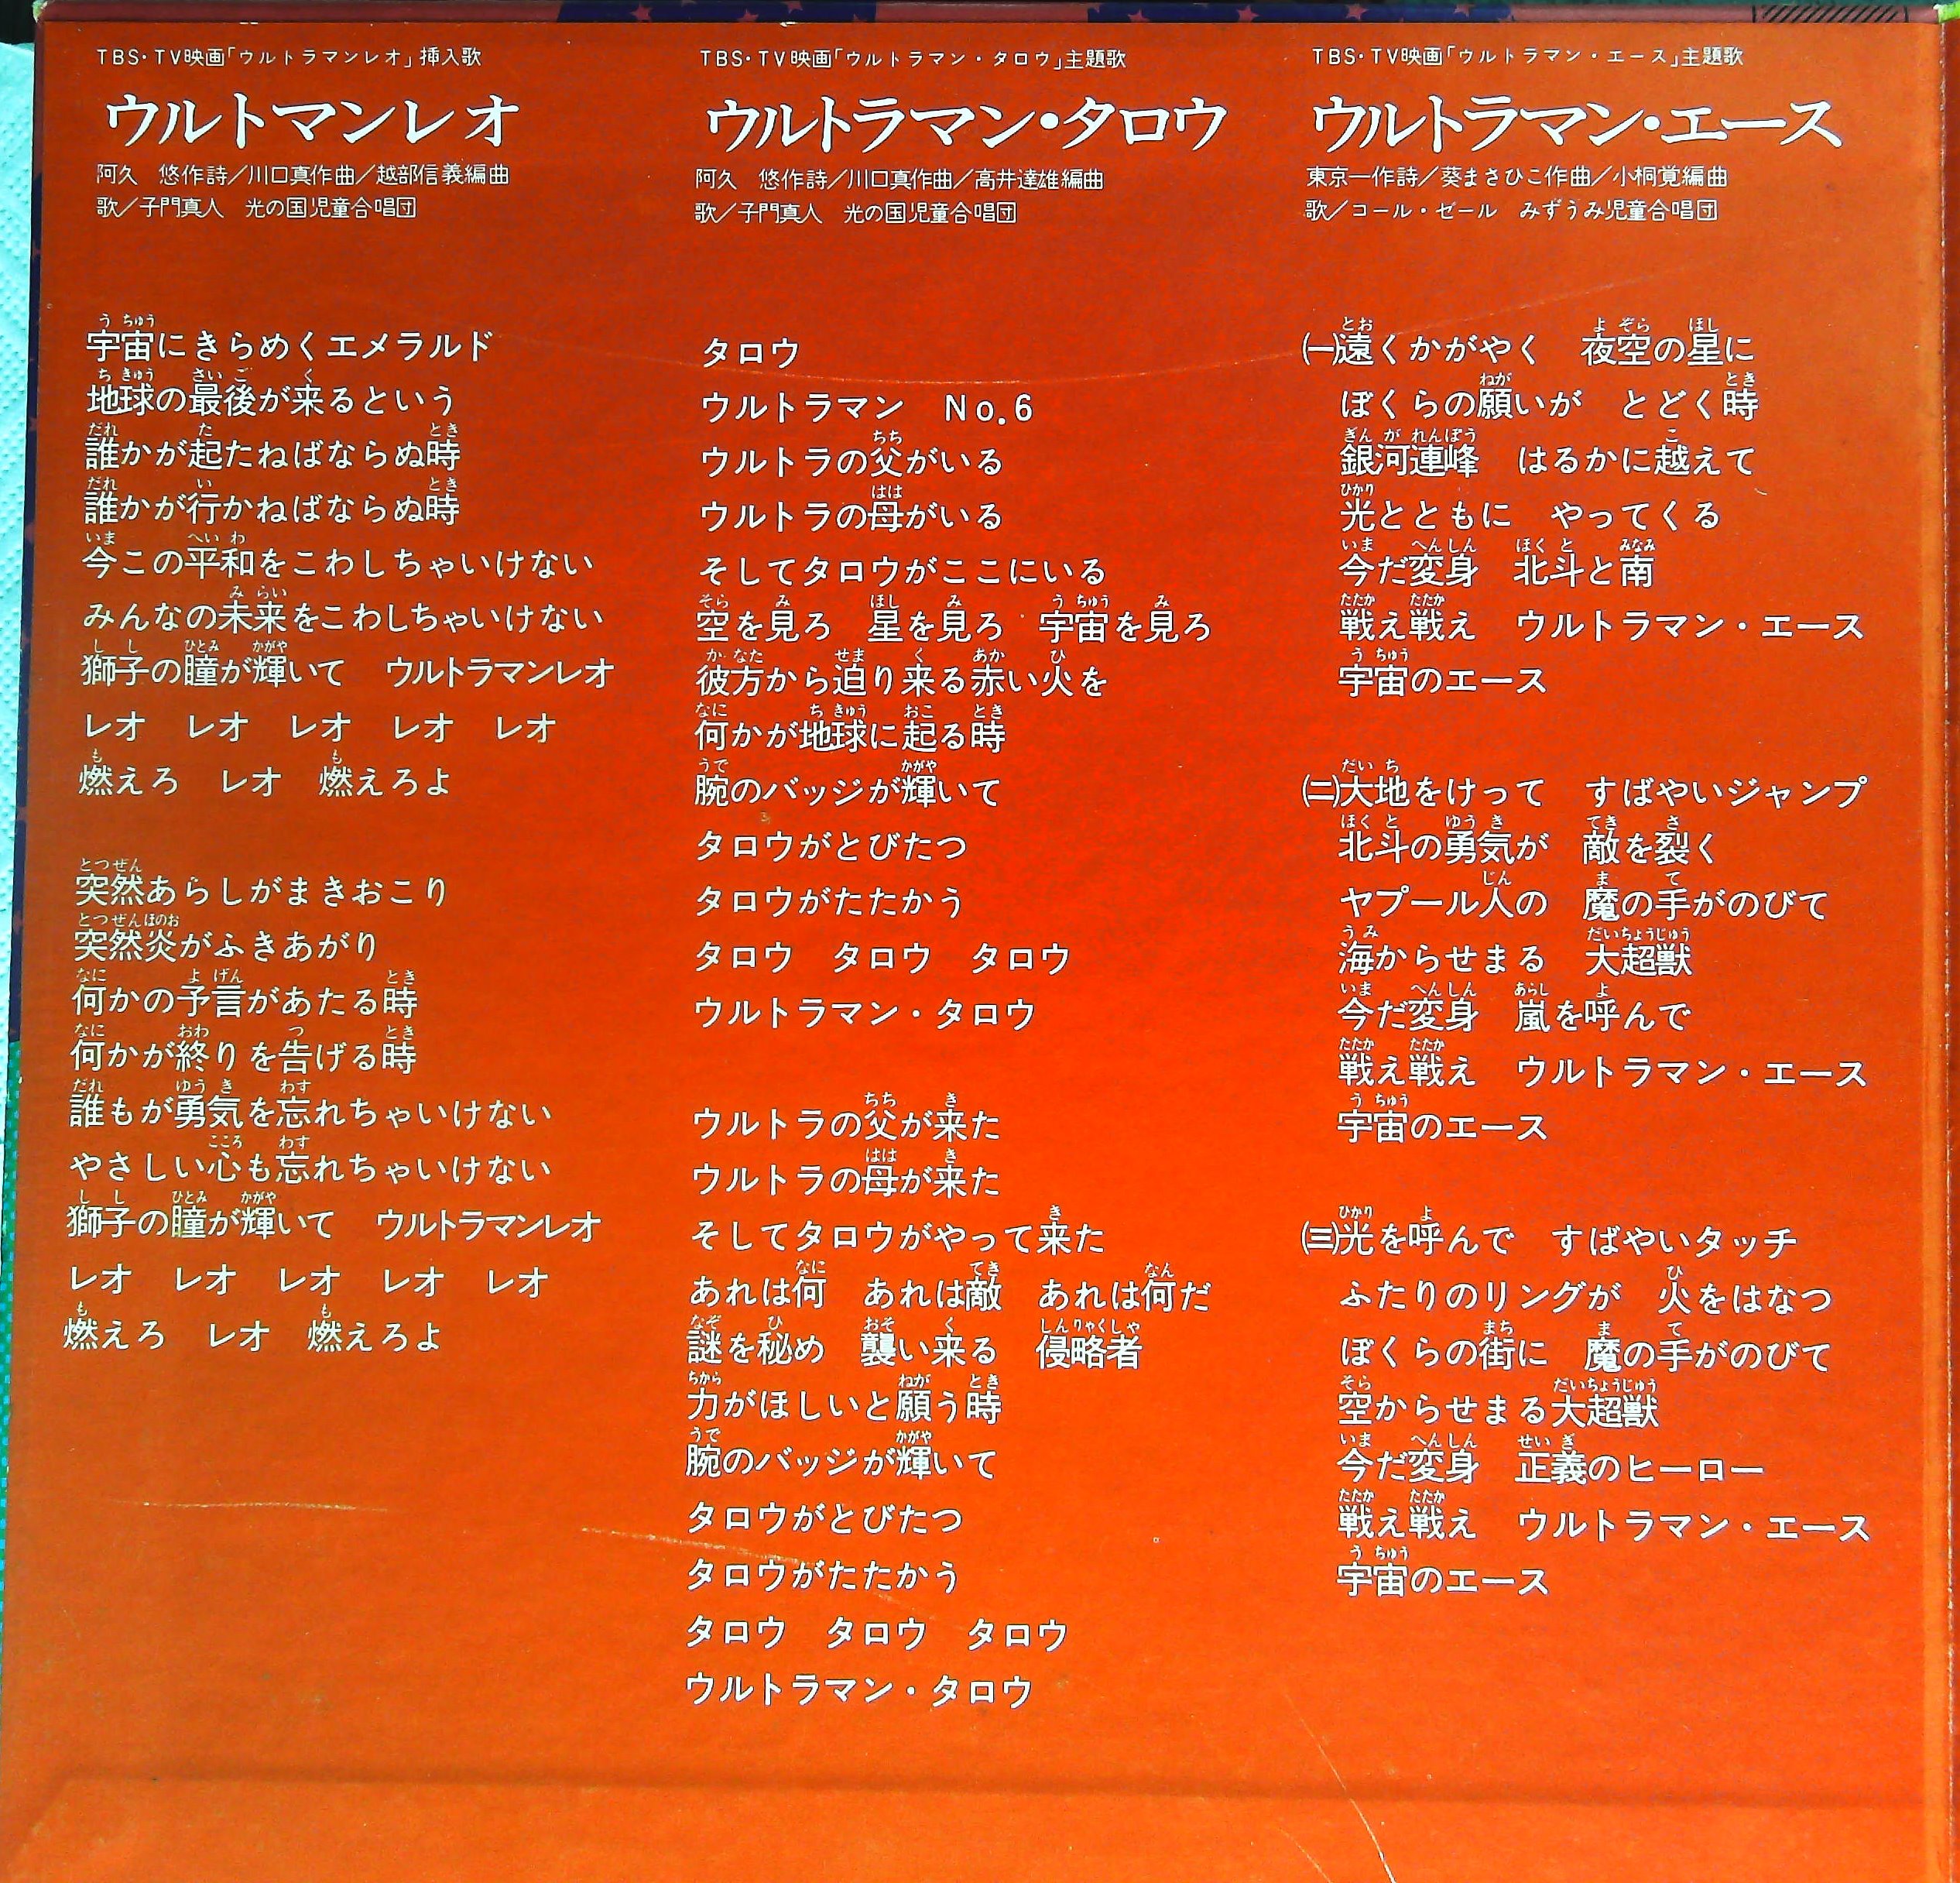 TBS・TV映画「ウルトラマンレオ」挿入歌
ウルトマンレオ
阿久　悠作詩／川口真作曲／越部信義編曲
歌／子門真人　光の国児童合唱団
宇宙にきらめくエメラルド
地球の最後が来るという
誰かが起たねばならぬ時
誰かが行かねばならぬ時
今この平和をこわしちゃいけない
みんなの未来をこわしちゃいけない
獅子の瞳が輝いて　ウルトラマンレオ
レオ　レオ　レオ　レオ　レオ
燃えろ　レオ　燃えろよ
突然あらしがまきおこり
突然炎がふきあがり
何かの予言があたる時
何かが終りを告げる時
誰もが勇気を忘れちゃいけない
やさしい心も忘れちゃいけない
獅子の瞳が輝いて　ウルトラマンレオ
レオ　レオ　レオ　レオ　レオ
燃えろ　レオ　燃えろよ
TBS・TV映画「ウルトラマン・タロウ」主題歌
ウルトラマン・タロウ
阿久　悠作詩／川口真作曲／高井達雄編曲
歌／子門真人　光の国児童合唱団
タロウ
ウルトラマン　No.6
ウルトラの父がいる
ウルトラの母がいる
そしてタロウがここにいる
空を見ろ　星を見ろ　宇宙を見ろ
彼方から迫り来る赤い火を
何かが地球に起る時
腕のバッジが輝いて
タロウがとびたつ
タロウがたたかう
タロウ　タロウ　タロウ
ウルトラマン・タロウ
ウルトラの父が来た
ウルトラの母が来た
そしてタロウがやって来た
あれは何　あれは敵　あれは何だ
謎を秘め　襲い来る　侵略者
力がほしいと願う時
腕のバッジが輝いて
タロウがとびたつ
タロウがたたかう
タロウ　タロウ　タロウ
ウルトラマン・タロウ
TBS・TV映画「ウルトラマン・エース」主題歌
ウルトラマン・エース
東京一作詩／葵まさひこ作曲／小桐覚編曲
歌／コール・ゼール　みずうみ児童合唱団
㈠遠くかがやく　夜空の星に
ぼくらの願いが　とどく時
銀河連峰　はるかに越えて
光とともに　やってくる
今だ変身　北斗と南
戦え戦え　ウルトラマン・エース
宇宙のエース
㈡大地をけって　すばやいジャンプ
北斗の勇気が　敵を裂く
ヤプール人の　魔の手がのびて
海からせまる　大超獣
今だ変身　嵐を呼んで
戦え戦え　ウルトラマン・エース
宇宙のエース
㈢光を呼んで　すばやいタッチ
ふたりのリングが　火をはなつ
ぼくらの街に　魔の手がのびて
空からせまる大超獣
今だ変身　正義のヒーロー
戦え戦え　ウルトラマン・エース
宇宙のエース